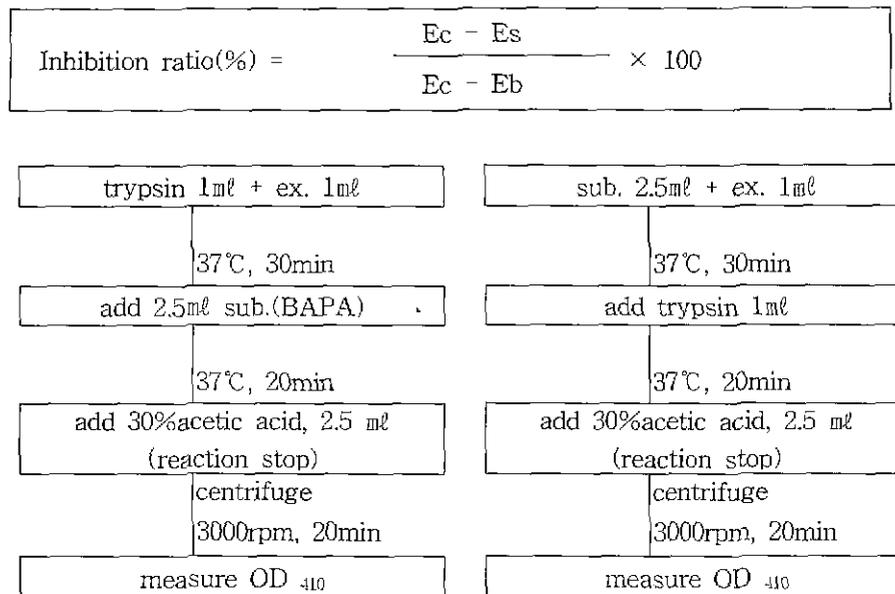 Inhibition ratio(%) = Ec - Es / Ec - Eb × 100
trypsin 1㎖ + ex. 1㎖
37℃, 30min
add 2.5㎖ sub.(BAPA)
37℃, 20min
add 30%acetic acid, 2.5 ㎖
(reaction stop)
centrifuge
3000rpm, 20min
measure OD 410
sub. 2.5㎖ + ex. 1㎖
37℃, 30min
add trypsin 1㎖
37℃, 20min
add 30%acetic acid, 2.5 ㎖
(reaction stop)
centrifuge
3000rpm, 20min
measure OD 410